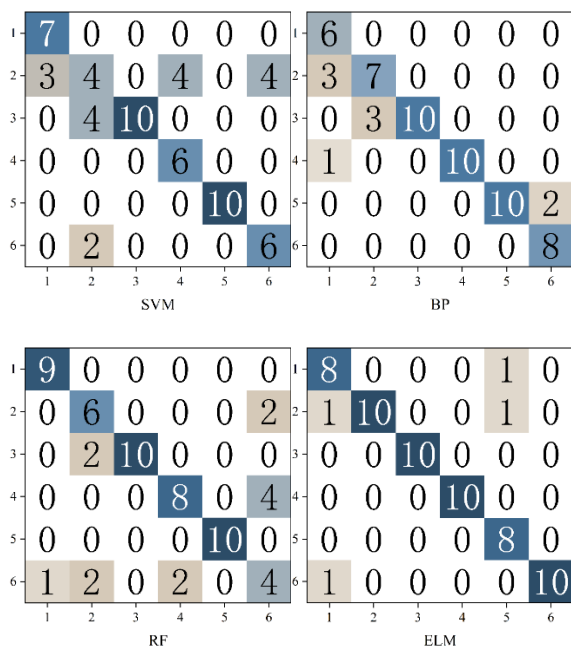 1 7 0 0 0 0 0
2 3 4 0 4 0 4
3 0 4 10 0 0 0
4 0 0 0 6 0 0
5 0 0 0 0 10 0
6 0 2 0 0 0 6
1 2 3 4 5 6
SVM
1 6 0 0 0 0 0
2 3 7 0 0 0 0
3 0 3 10 0 0 0
4 1 0 0 10 0 0
5 0 0 0 0 10 2
6 0 0 0 0 0 8
1 2 3 4 5 6
BP
1 9 0 0 0 0 0
2 0 6 0 0 0 2
3 0 2 10 0 0 0
4 0 0 0 8 0 4
5 0 0 0 0 10 0
6 1 2 0 2 0 4
1 2 3 4 5 6
RF
1 8 0 0 0 1 0
2 1 10 0 0 1 0
3 0 0 10 0 0 0
4 0 0 0 10 0 0
5 0 0 0 0 8 0
6 1 0 0 0 0 10
1 2 3 4 5 6
ELM